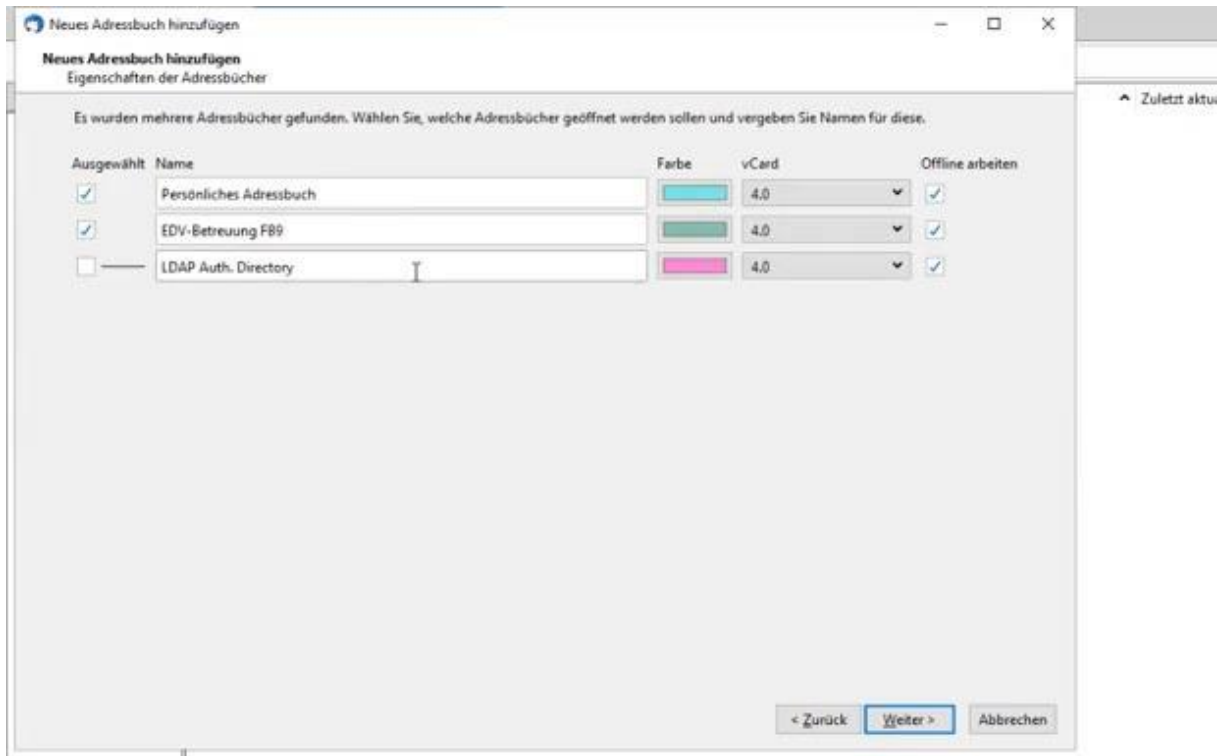 Neues Adressbuch hinzufügen
Neues Adressbuch hinzufügen
Eigenschaften der Adressbücher
Zuletzt aktu
Es wurden mehrere Adressbücher gefunden. Wählen Sie, welche Adressbücher geöffnet werden sollen und vergeben Sie Namen für diese.
Ausgewählt Name Farbe vCard Offline arbeiten
Persönliches Adressbuch 4.0
EDV-Betreuung FB9 4.0
LDAP Auth. Directory 4.0
< Zurück Weiter > Abbrechen